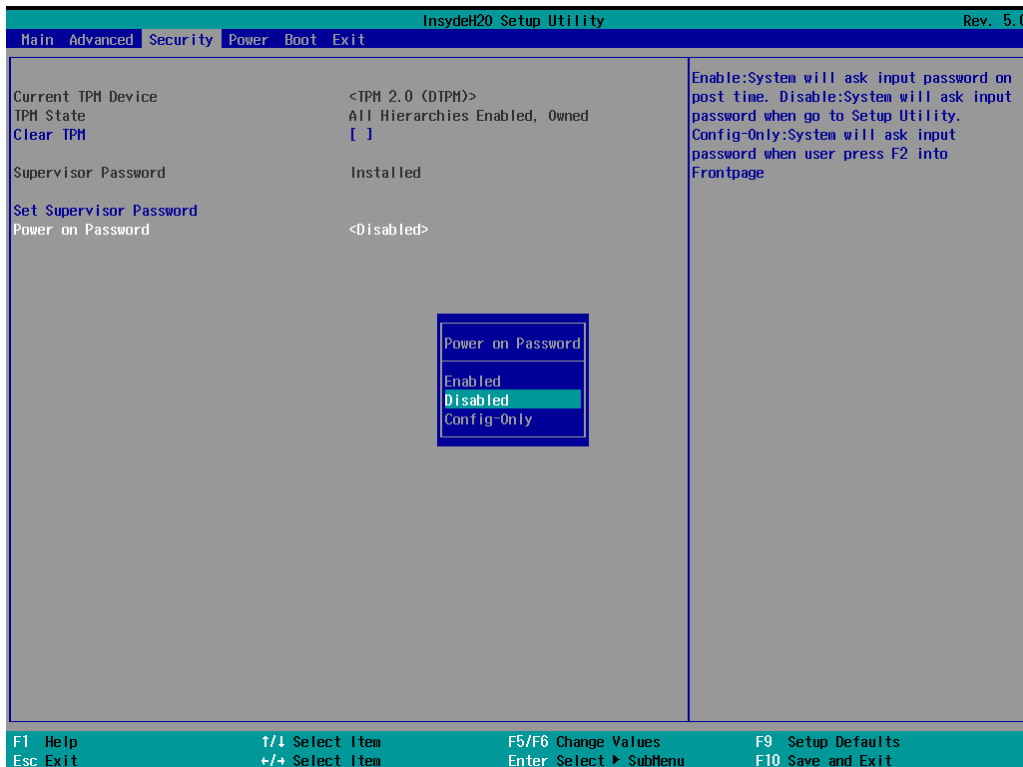 InsydeH2O Setup Utility Rev. 5.0
Main Advanced Security Power Boot Exit
Current TPM Device <TPM 2.0 (DTPM)>
TPM State All Hierarchies Enabled, Owned
Clear TPM [ ]
Supervisor Password Installed
Set Supervisor Password
Power on Password <Disabled>
Power on Password
Enabled
Disabled
Config-Only
Enable:System will ask input password on
post time. Disable:System will ask input
password when go to Setup Utility.
Config-Only:System will ask input
password when user press F2 into
Frontpage
F1 Help ↑/↓ Select Item F5/F6 Change Values F9 Setup Defaults
Esc Exit ←/→ Select Item Enter Select ▶ SubMenu F10 Save and Exit